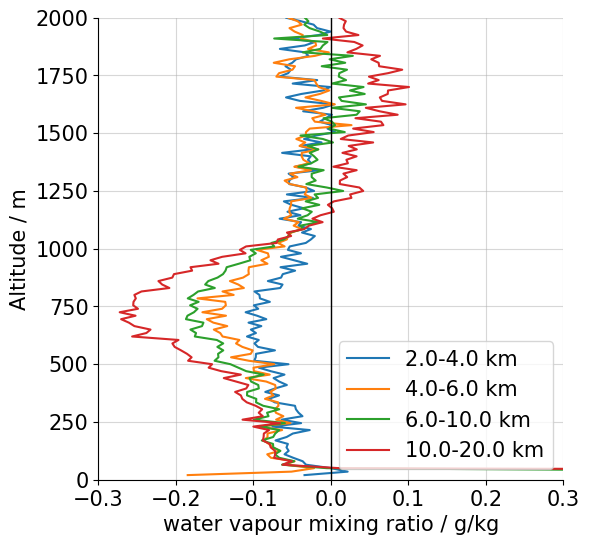 2000
1750
1500
1250
1000
750
500
250
0
Altitude / m
2.0-4.0 km
4.0-6.0 km
6.0-10.0 km
10.0-20.0 km
−0.3 −0.2 −0.1 0.0 0.1 0.2 0.3
water vapour mixing ratio / g/kg